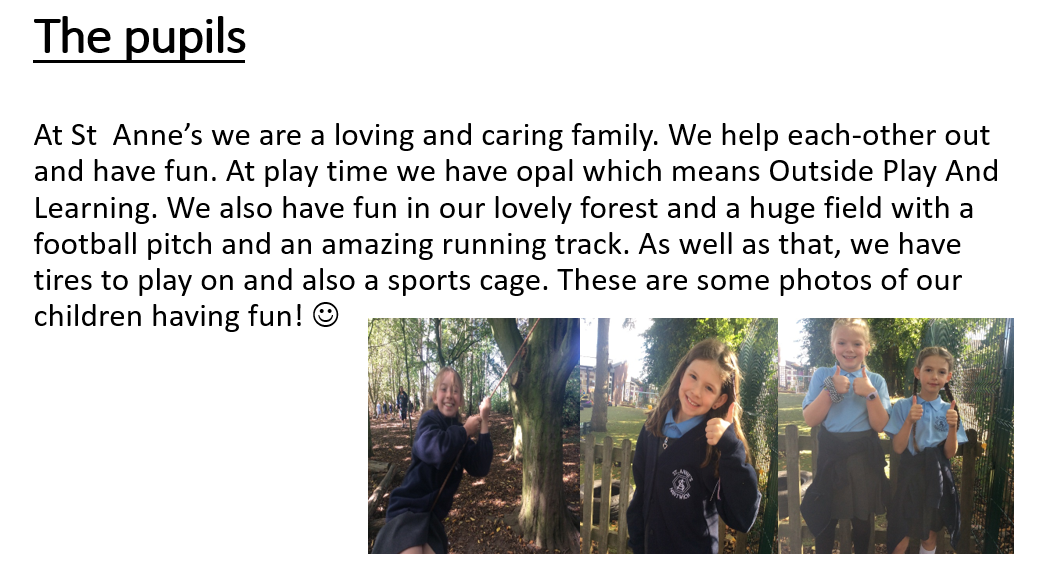 The pupils
At St  Anne’s we are a loving and caring family. We help each-other out
and have fun. At play time we have opal which means Outside Play And
Learning. We also have fun in our lovely forest and a huge field with a
football pitch and an amazing running track. As well as that, we have
tires to play on and also a sports cage. These are some photos of our
children having fun! ☺
ST. ANNE'S
NANTWICH